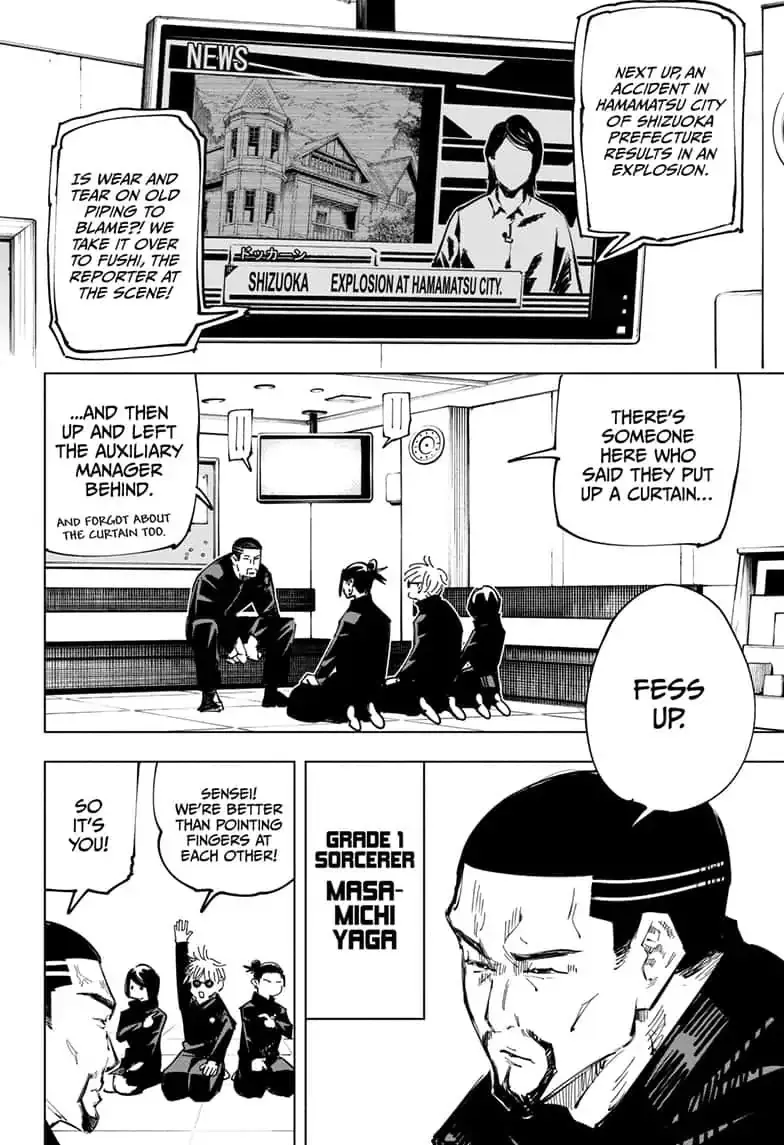 NEWS
NEXT UP, AN
ACCIDENT IN
HAMAMATSU CITY
OF SHIZUOKA
PREFECTURE
RESULTS IN AN
EXPLOSION.
IS WEAR AND
TEAR ON OLD
PIPING TO
BLAME?! WE
TAKE IT OVER
TO FUSHI, THE
REPORTER AT
THE SCENE!
ドッカーン
SHIZUOKA EXPLOSION AT HAMAMATSU CITY.
THERE'S
SOMEONE
HERE WHO
SAID THEY PUT
UP A CURTAIN...
...AND THEN
UP AND LEFT
THE AUXILIARY
MANAGER
BEHIND.
AND FORGOT ABOUT
THE CURTAIN TOO.
FESS
UP.
GRADE 1
SORCERER
MASA-
MICHI
YAGA
SENSEI!
WE'RE BETTER
THAN POINTING
FINGERS AT
EACH OTHER!
SO
IT'S
YOU!